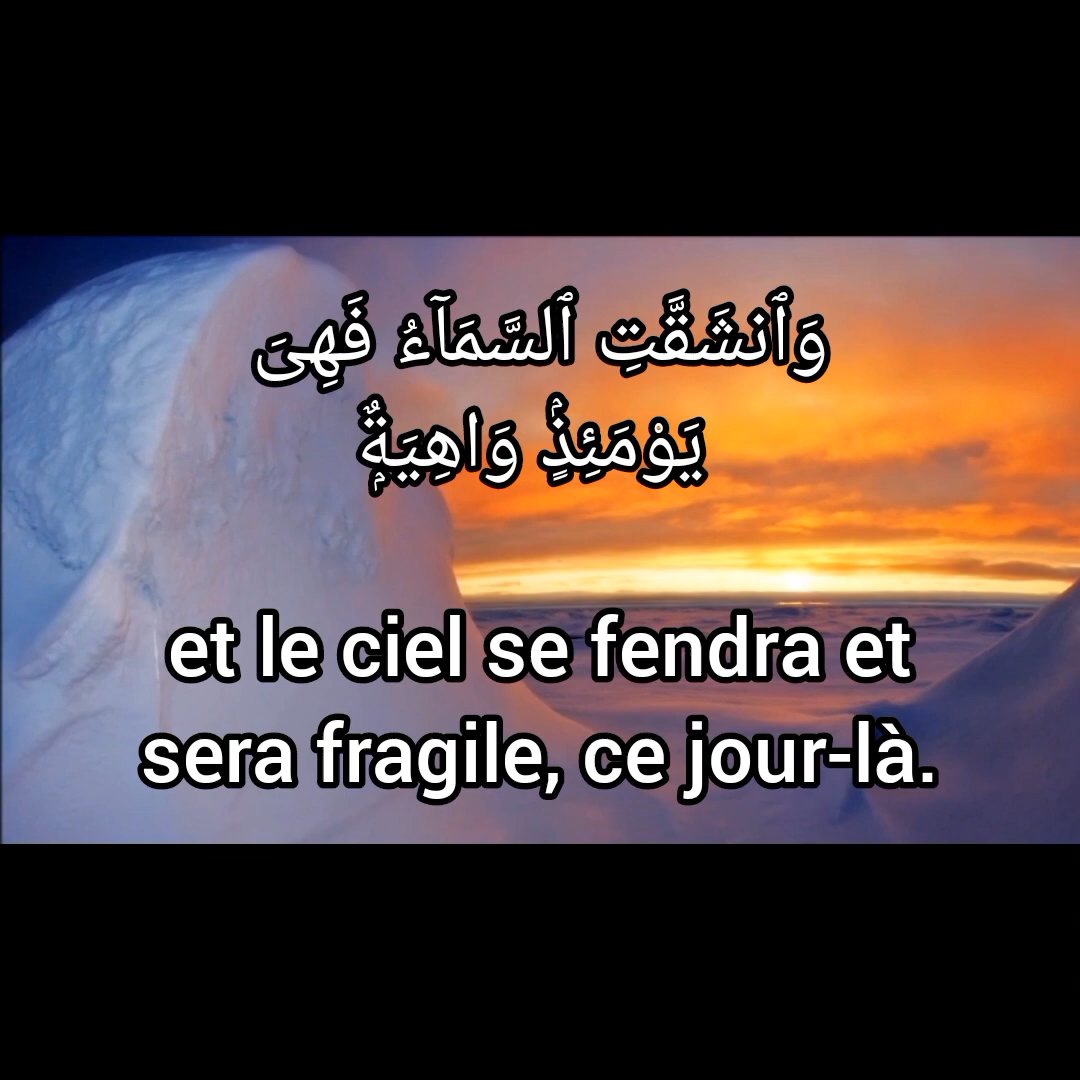 وَٱنشَقَّتِ ٱلسَّمَآءُ فَهِىَ
يَوْمَئِذٍۢ وَاهِيَةٌۭ
et le ciel se fendra et
sera fragile, ce jour-là.